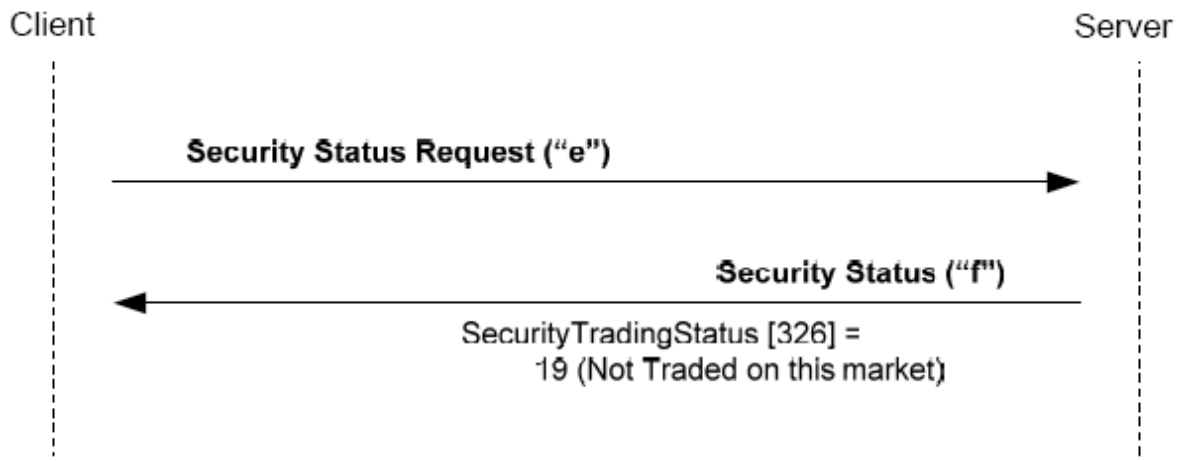 Client
Server
Security Status Request (“e”)
Security Status (“f”)
SecurityTradingStatus [326] =
19 (Not Traded on this market)